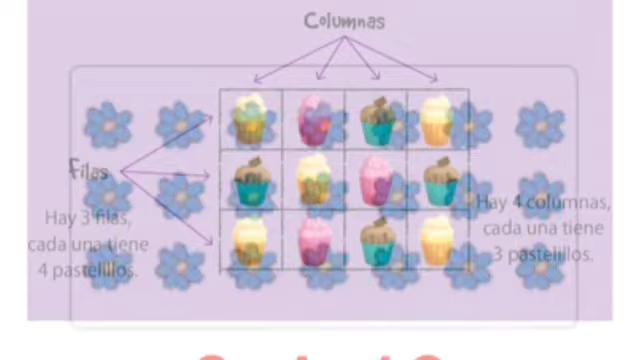 Columnas
Filas
Hay 3 filas,
cada una tiene
4 pastelillos.
Hay 4 columnas,
cada una tiene
3 pastelillos.